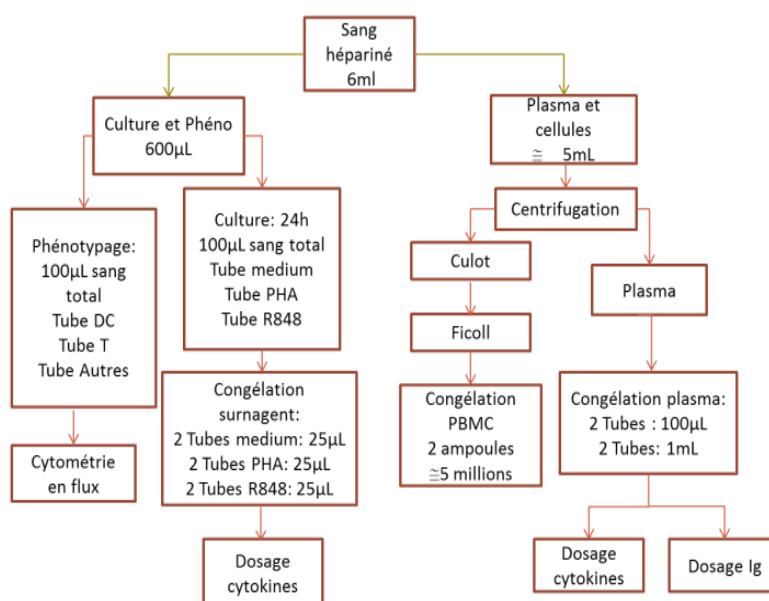 Sang
hépariné
6ml
Culture et Phéno
600µL
Plasma et
cellules
≅ 5mL
Phénotypage:
100µL sang
total
Tube DC
Tube T
Tube Autres
Culture: 24h
100µL sang total
Tube medium
Tube PHA
Tube R848
Centrifugation
Culot
Plasma
Ficoll
Congélation
surnagent:
2 Tubes medium: 25µL
2 Tubes PHA: 25µL
2 Tubes R848: 25µL
Congélation
PBMC
2 ampoules
≅5 millions
Congélation plasma:
2 Tubes : 100µL
2 Tubes: 1mL
Cytométrie
en flux
Dosage
cytokines
Dosage
cytokines
Dosage Ig